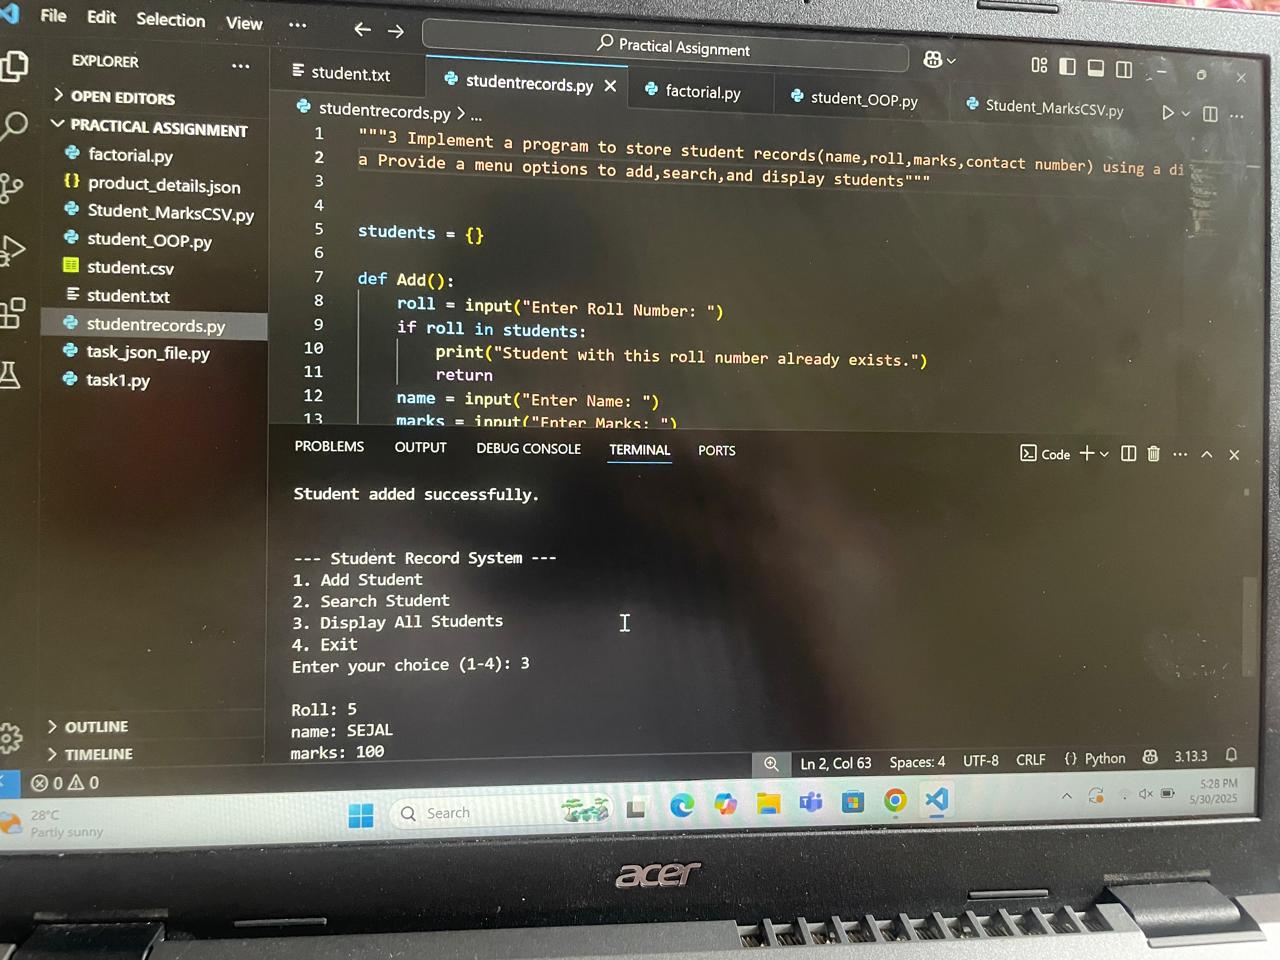 File Edit Selection View ...
Practical Assignment
EXPLORER ...
OPEN EDITORS
PRACTICAL ASSIGNMENT
factorial.py
product_details.json
Student_MarksCSV.py
student_OOP.py
student.csv
student.txt
studentrecords.py
task_json_file.py
task1.py
OUTLINE
TIMELINE
student.txt studentrecords.py factorial.py student_OOP.py Student_MarksCSV.py
studentrecords.py > ...
1 """3 Implement a program to store student records(name,roll,marks,contact number) using a di
2 a Provide a menu options to add,search,and display students"""
3
4
5 students = {}
6
7 def Add():
8 roll = input("Enter Roll Number: ")
9 if roll in students:
10 print("Student with this roll number already exists.")
11 return
12 name = input("Enter Name: ")
13 marks = input("Enter Marks: ")
PROBLEMS OUTPUT DEBUG CONSOLE TERMINAL PORTS
Code
Student added successfully.
--- Student Record System ---
1. Add Student
2. Search Student
3. Display All Students
4. Exit
Enter your choice (1-4): 3
Roll: 5
name: SEJAL
marks: 100
0 0
Ln 2, Col 63 Spaces: 4 UTF-8 CRLF {} Python 3.13.3
28°C
Partly sunny
Search
5:28 PM
5/30/2025
acer